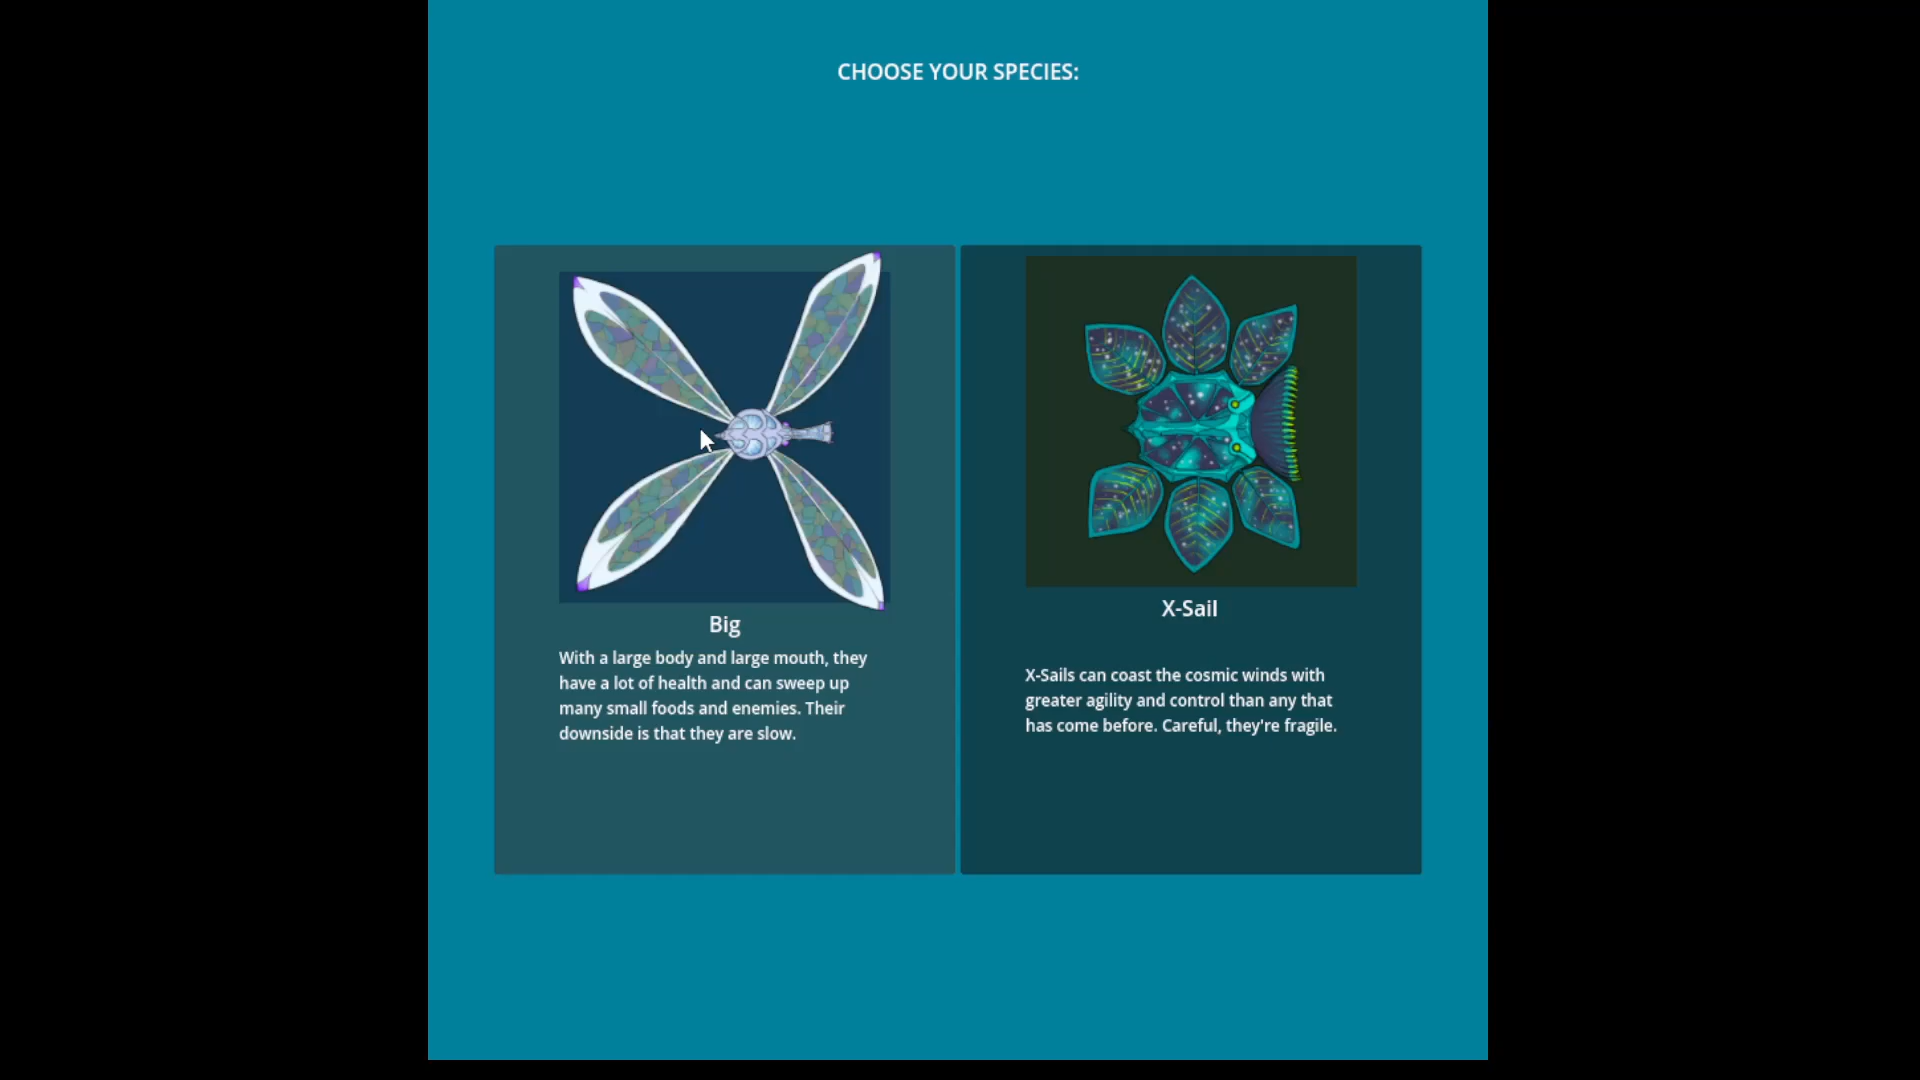 CHOOSE YOUR SPECIES:
Big
With a large body and large mouth, they
have a lot of health and can sweep up
many small foods and enemies. Their
downside is that they are slow.
X-Sail
X-Sails can coast the cosmic winds with
greater agility and control than any that
has come before. Careful, they're fragile.